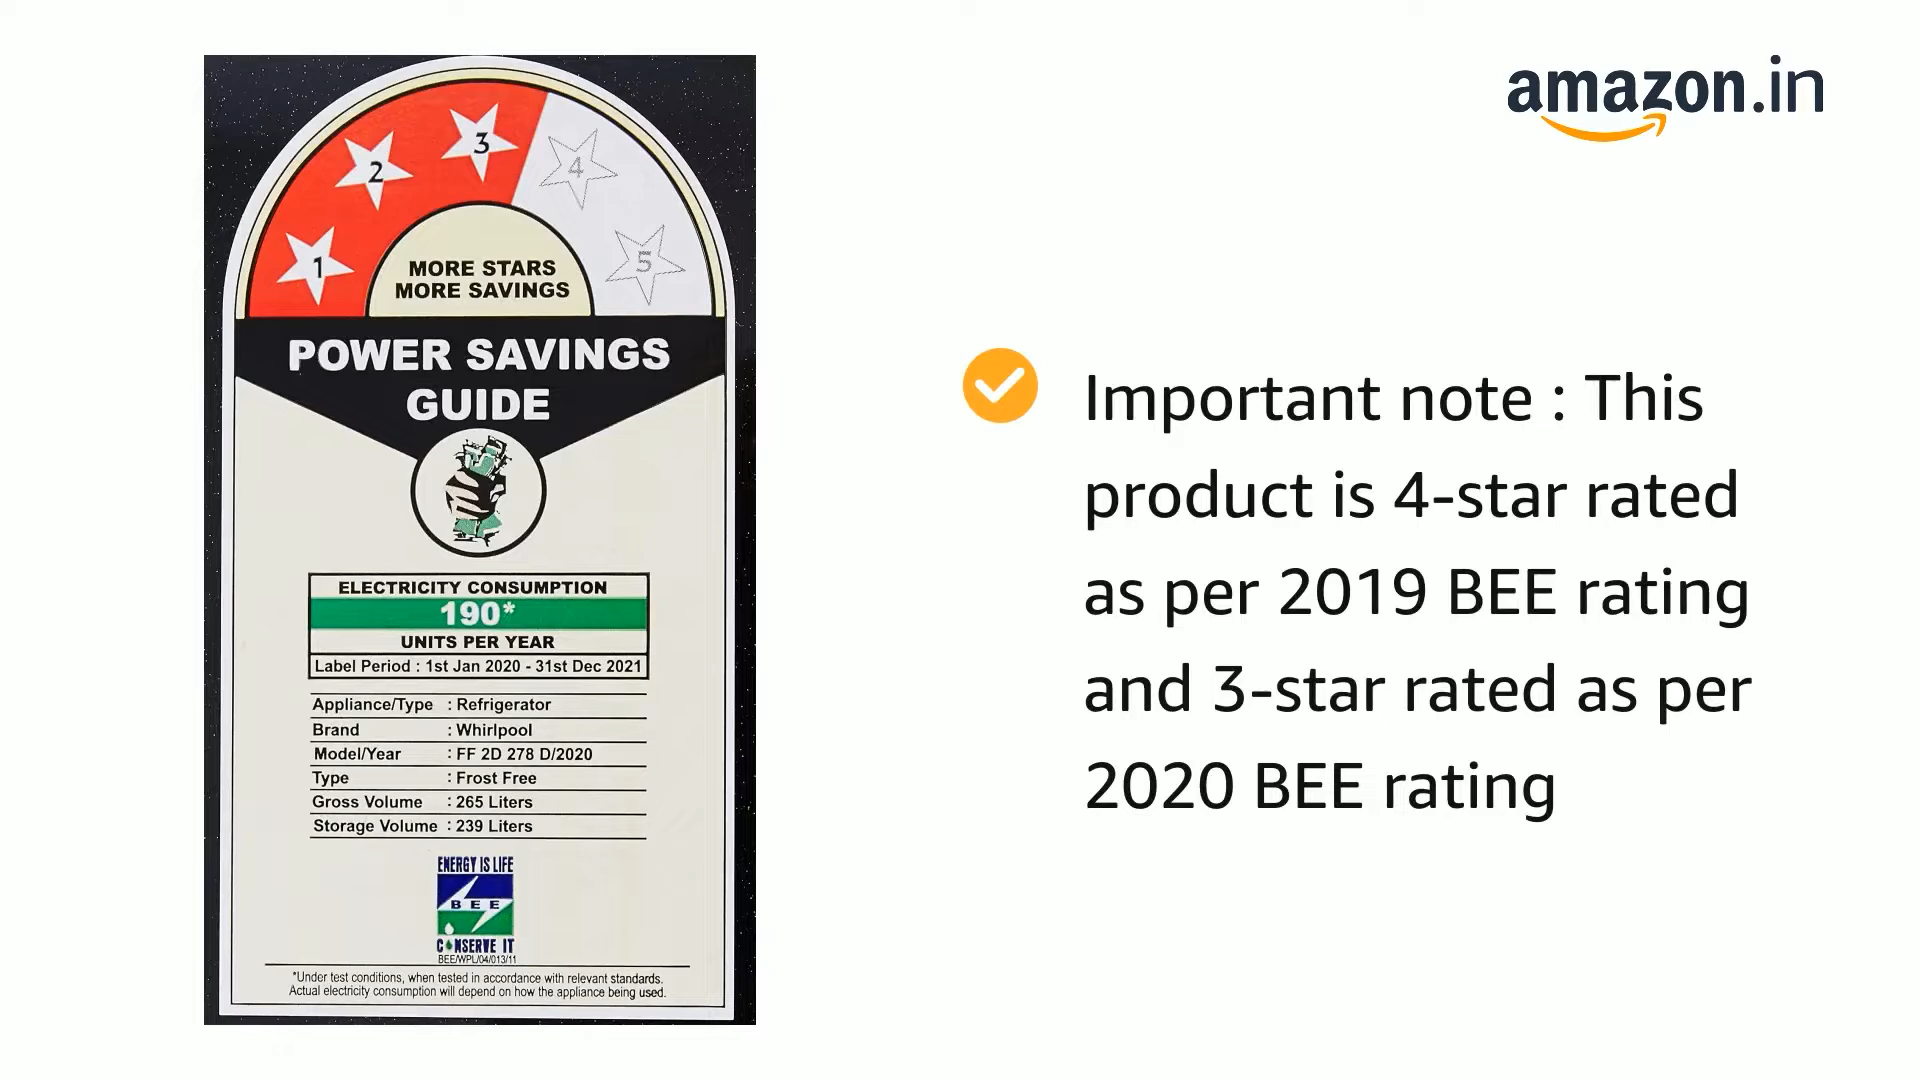 amazon.in
1
2
3
4
5
MORE STARS
MORE SAVINGS
POWER SAVINGS
GUIDE
ELECTRICITY CONSUMPTION
190*
UNITS PER YEAR
Label Period : 1st Jan 2020 - 31st Dec 2021
Appliance/Type : Refrigerator
Brand : Whirlpool
Model/Year : FF 2D 278 D/2020
Type : Frost Free
Gross Volume : 265 Liters
Storage Volume : 239 Liters
ENERGY IS LIFE
BEE
CONSERVE IT
BEE/WPL/04/013/11
*Under test conditions, when tested in accordance with relevant standards.
Actual electricity consumption will depend on how the appliance being used.
Important note : This
product is 4-star rated
as per 2019 BEE rating
and 3-star rated as per
2020 BEE rating